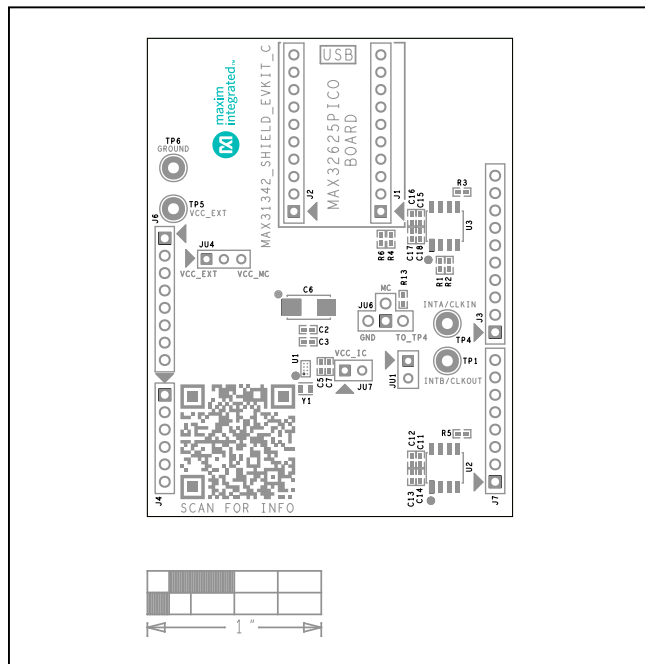 maxim
integrated™
MAX31342_SHIELD_EVKIT_C
USB
MAX32625PICO
BOARD
J2
J1
TP6
GROUND
TP5
VCC_EXT
J6
JU4
VCC_EXT
VCC_MC
C16
C15
R3
U3
R6
R4
C17
C18
R1
R2
R13
MC
JU6
GND
TO_TP4
INTA/CLKIN
TP4
J3
C6
C2
C3
U1
C5
C7
VCC_IC
JU7
Y1
JU1
TP1
INTB/CLKOUT
R5
C12
C11
U2
C13
C14
J4
J7
SCAN FOR INFO
1"